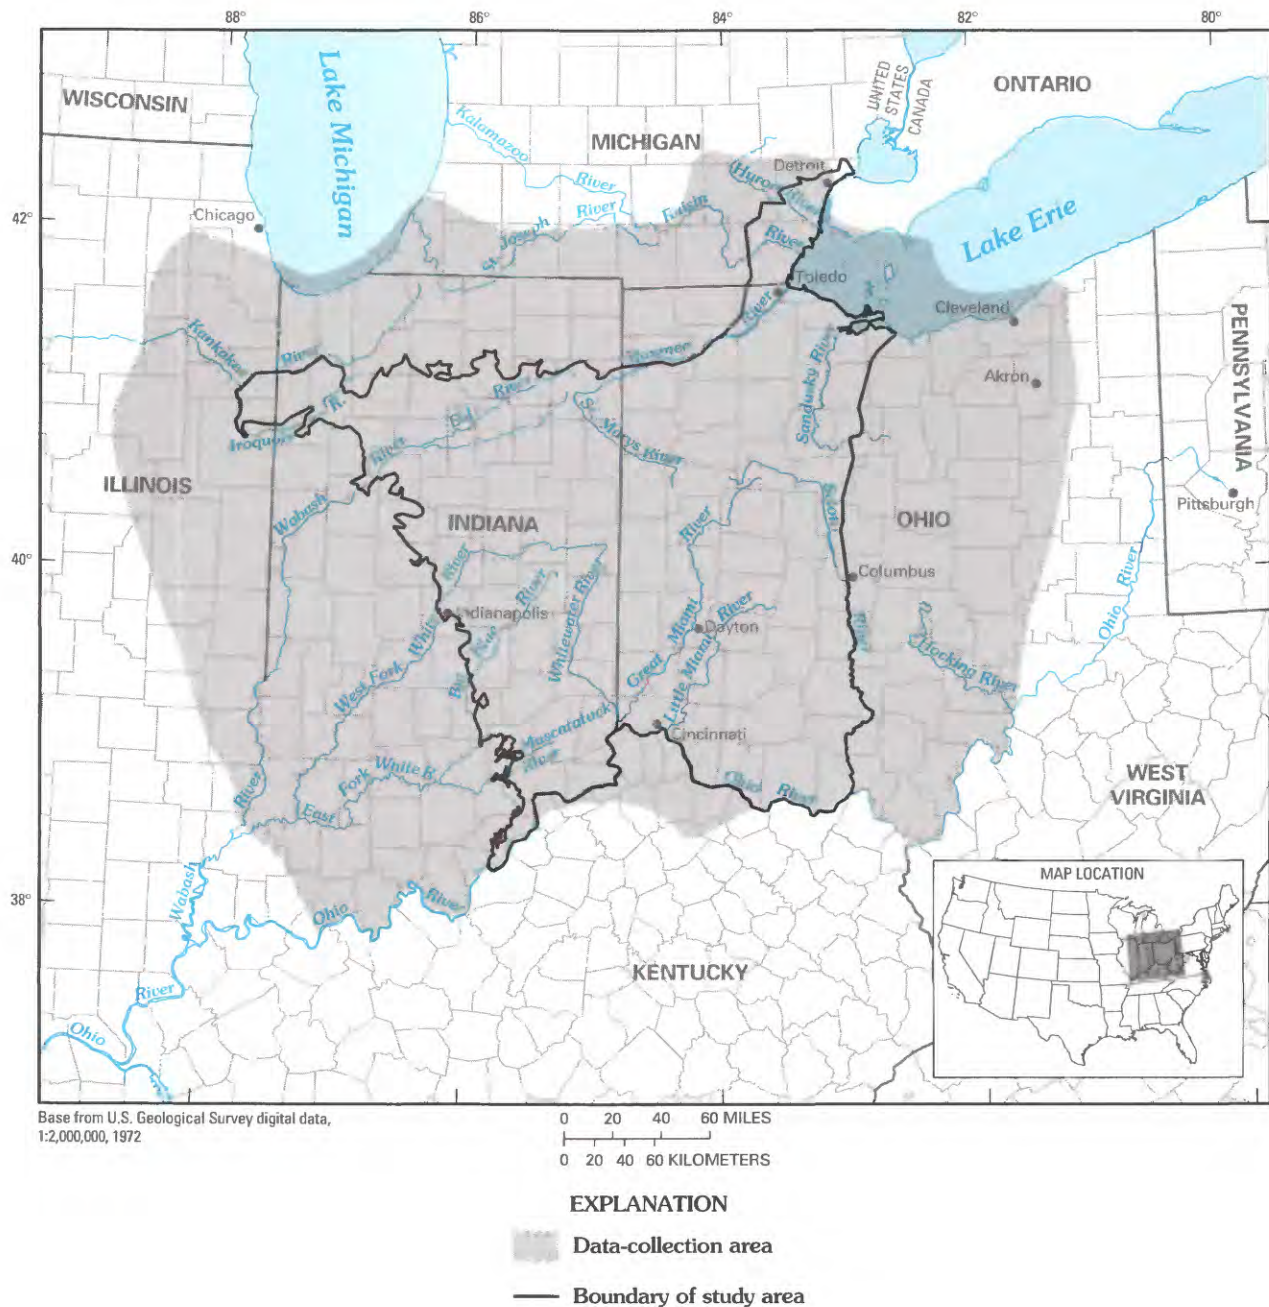 88° 86° 84° 82° 80°
WISCONSIN
Lake Michigan
Kalamazoo River
MICHIGAN
UNITED STATES
CANADA
ONTARIO
Detroit
Huron
42°
Chicago
St. Joseph River
Raisin River
Lake Erie
Toledo
Cleveland
Kankakee River
Maumee River
Sandusky River
Akron
PENNSYLVANIA
Iroquois R.
Eel River
St. Marys River
ILLINOIS
Wabash River
INDIANA
River
Scioto River
OHIO
Pittsburgh
40°
Columbus
Ohio River
Indianapolis
Big Blue River
Whitewater River
Great Miami
Dayton
Little Miami River
Hocking River
West Fork White River
Muscatatuck River
Cincinnati
East Fork White R.
River
Ohio River
WEST VIRGINIA
38°
Wabash
Ohio River
MAP LOCATION
KENTUCKY
River
Ohio
Base from U.S. Geological Survey digital data,
1:2,000,000, 1972
0 20 40 60 MILES
0 20 40 60 KILOMETERS
EXPLANATION
Data-collection area
Boundary of study area